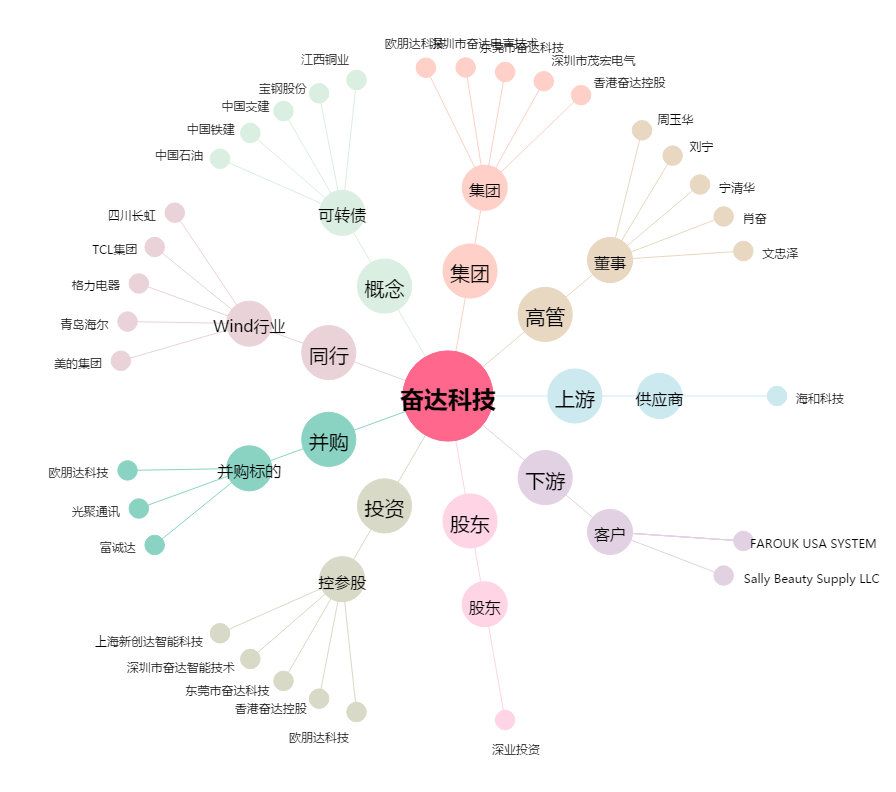 欧朋达科技
深圳市奋达电声技术
东莞市奋达科技
深圳市茂宏电气
香港奋达控股
江西铜业
宝钢股份
中国交建
中国铁建
中国石油
可转债
概念
集团
集团
周玉华
刘宁
宁清华
肖奋
文忠泽
董事
高管
四川长虹
TCL集团
格力电器
青岛海尔
美的集团
Wind行业
同行
奋达科技
上游
供应商
海和科技
并购
并购标的
欧朋达科技
光聚通讯
富诚达
下游
客户
FAROUK USA SYSTEM
Sally Beauty Supply LLC
投资
控参股
上海新创达智能科技
深圳市奋达智能技术
东莞市奋达科技
香港奋达控股
欧朋达科技
股东
股东
深业投资